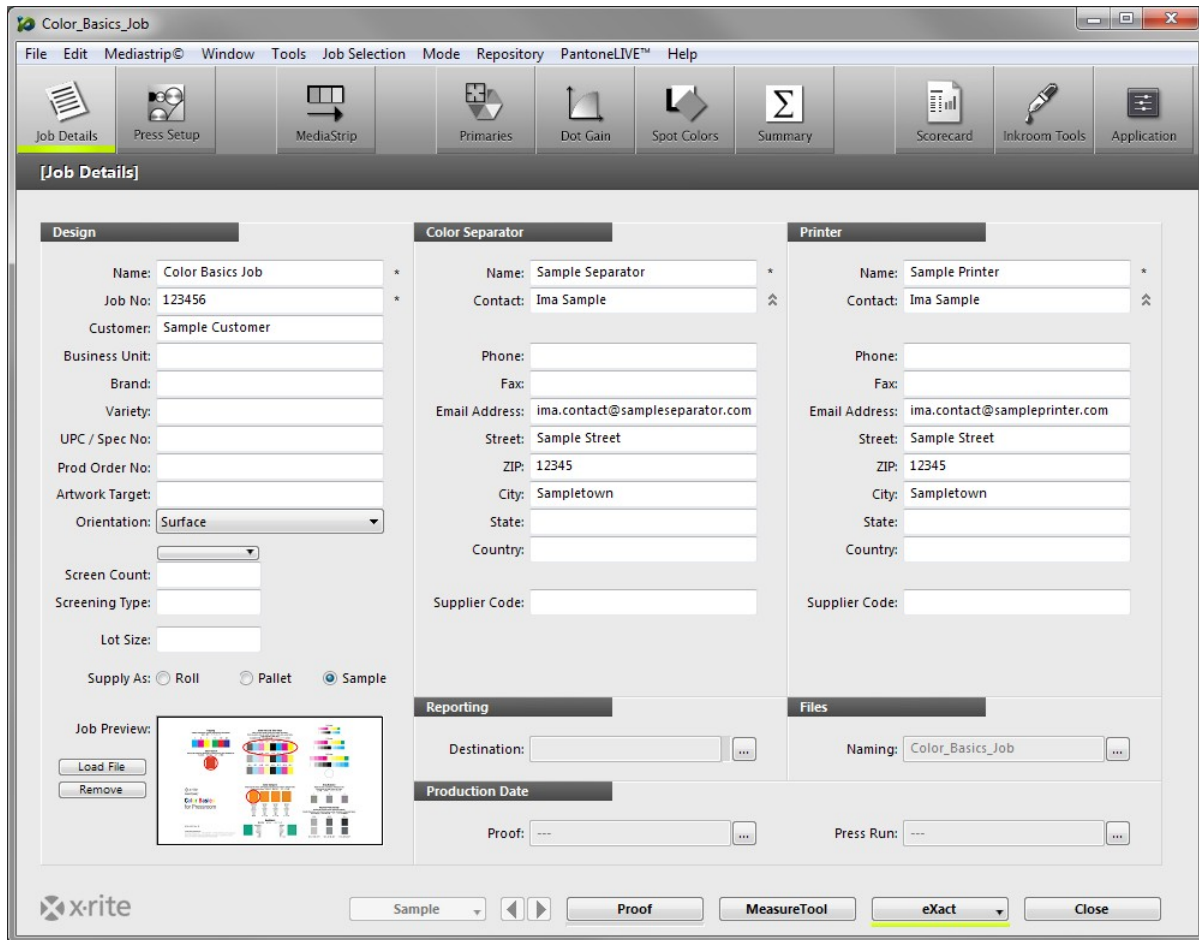 Color_Basics_Job
File Edit Mediastrip© Window Tools Job Selection Mode Repository PantoneLIVE™ Help
Job Details Press Setup MediaStrip Primaries Dot Gain Spot Colors Summary Scorecard Inkroom Tools Application
[Job Details]
Design
Name: Color Basics Job *
Job No: 123456 *
Customer: Sample Customer
Business Unit:
Brand:
Variety:
UPC / Spec No:
Prod Order No:
Artwork Target:
Orientation: Surface
Screen Count:
Screening Type:
Lot Size:
Supply As: Roll Pallet Sample
Job Preview:
Load File
Remove
Color Basics
for Pressroom
Color Separator
Name: Sample Separator *
Contact: Ima Sample
Phone:
Fax:
Email Address: ima.contact@sampleseparator.com
Street: Sample Street
ZIP: 12345
City: Sampletown
State:
Country:
Supplier Code:
Printer
Name: Sample Printer *
Contact: Ima Sample
Phone:
Fax:
Email Address: ima.contact@sampleprinter.com
Street: Sample Street
ZIP: 12345
City: Sampletown
State:
Country:
Supplier Code:
Reporting
Destination: ...
Files
Naming: Color_Basics_Job ...
Production Date
Proof: --- ...
Press Run: --- ...
x·rite
Sample Proof MeasureTool eXact Close